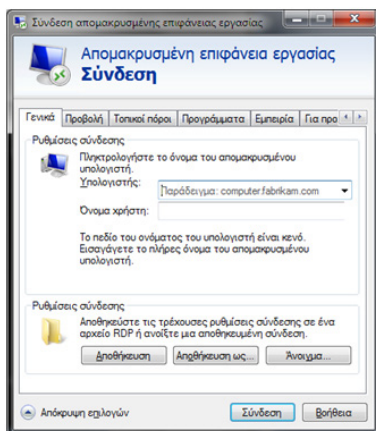 Σύνδεση απομακρυσμένης επιφάνειας εργασίας
Απομακρυσμένη επιφάνεια εργασίας
Σύνδεση
Γενικά Προβολή Τοπικοί πόροι Προγράμματα Εμπειρία Για προ
Ρυθμίσεις σύνδεσης
Πληκτρολογήστε το όνομα του απομακρυσμένου
υπολογιστή.
Υπολογιστής: Παράδειγμα: computer.fabrikam.com
Όνομα χρήστη:
Το πεδίο του ονόματος του υπολογιστή είναι κενό.
Εισαγάγετε το πλήρες όνομα του απομακρυσμένου
υπολογιστή.
Ρυθμίσεις σύνδεσης
Αποθηκεύστε τις τρέχουσες ρυθμίσεις σύνδεσης σε ένα
αρχείο RDP ή ανοίξτε μια αποθηκευμένη σύνδεση.
Αποθήκευση Αποθήκευση ως... Άνοιγμα...
Απόκρυψη επιλογών Σύνδεση Βοήθεια